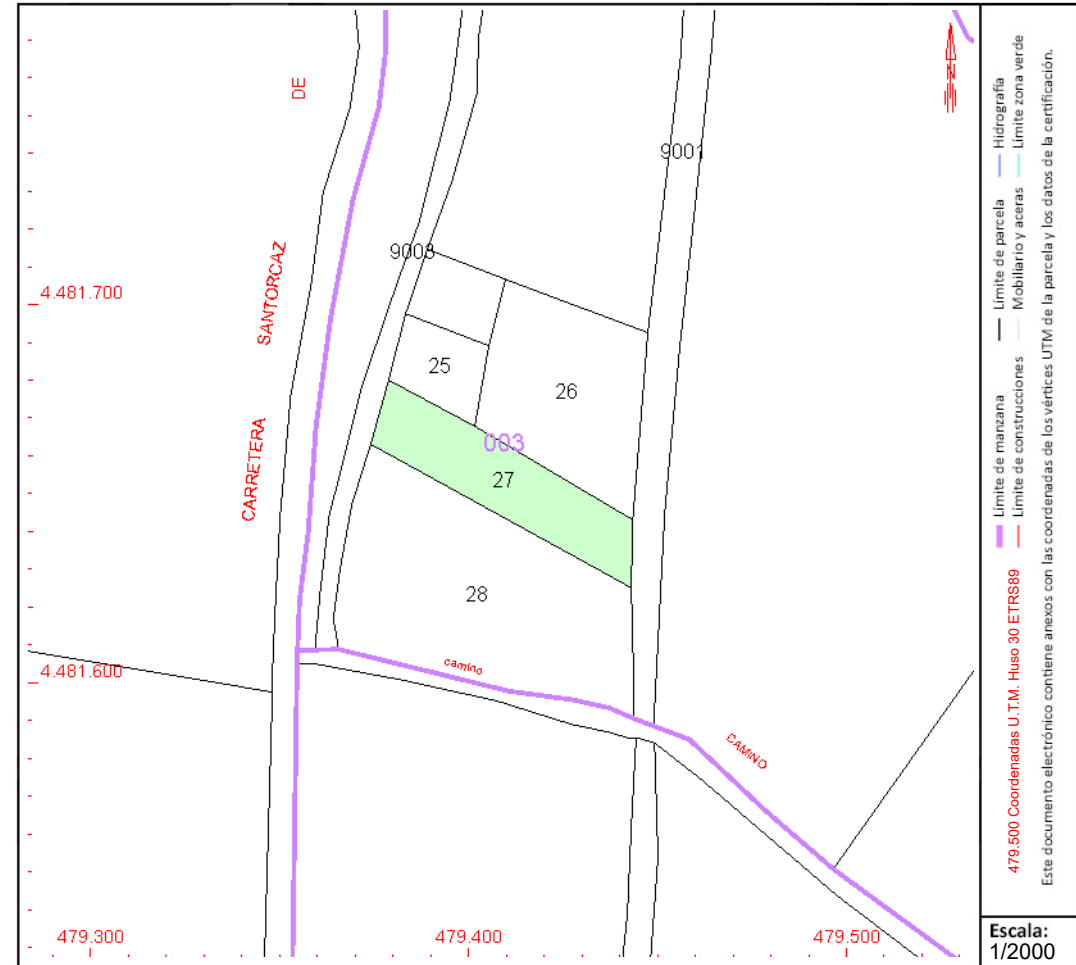 DE
SANTORCAZ
CARRETERA
9001
9008
4.481.700
25
26
003
27
28
4.481.600
camino
CAMINO
479.300
479.400
479.500
N
Límite de manzana
Límite de parcela
Hidrografía
Límite de construcciones
Mobiliario y aceras
Límite zona verde
479.500 Coordenadas U.T.M. Huso 30 ETRS89
Este documento electrónico contiene anexos con las coordenadas de los vértices UTM de la parcela y los datos de la certificación.
Escala:
1/2000